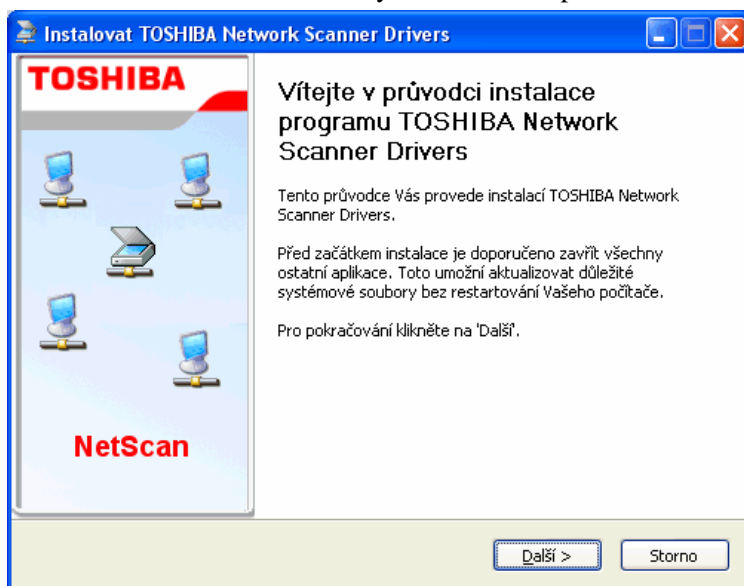 Instalovat TOSHIBA Network Scanner Drivers
TOSHIBA
Vítejte v průvodci instalace
programu TOSHIBA Network
Scanner Drivers
Tento průvodce Vás provede instalací TOSHIBA Network
Scanner Drivers.
Před začátkem instalace je doporučeno zavřít všechny
ostatní aplikace. Toto umožní aktualizovat důležité
systémové soubory bez restartování Vašeho počítače.
Pro pokračování klikněte na 'Další'.
NetScan
Další >
Storno